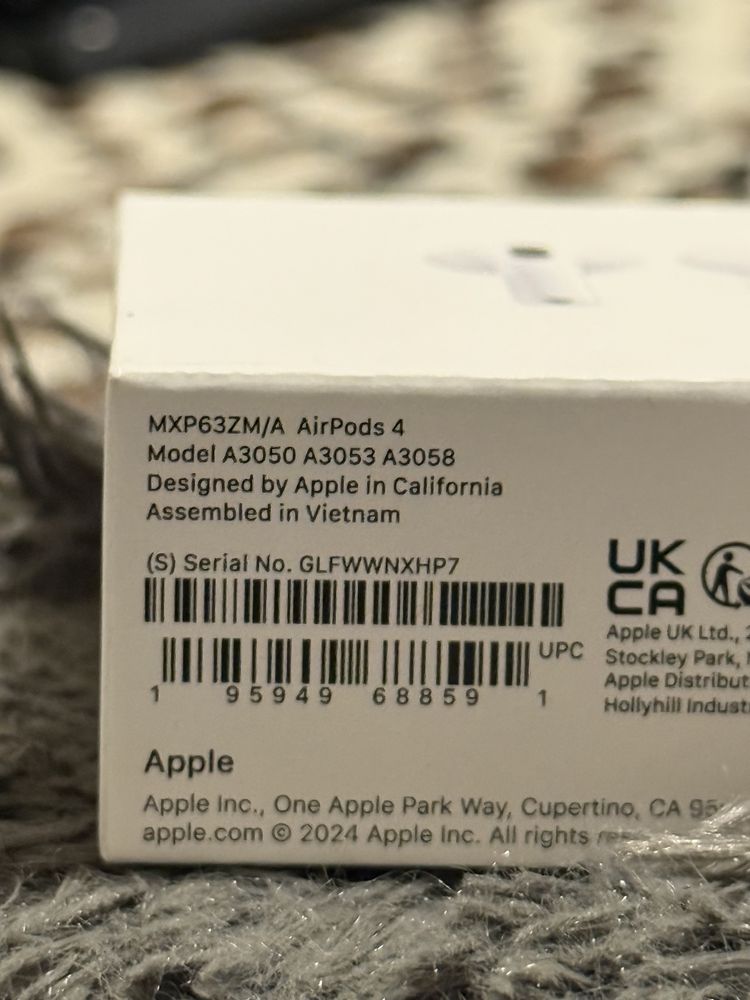 MXP63ZM/A AirPods 4
Model A3050 A3053 A3058
Designed by Apple in California
Assembled in Vietnam
(S) Serial No. GLFWWNXHP7
UPC
1 95949 68859 1
UK
CA
Apple UK Ltd., 2
Stockley Park,
Apple Distribut
Hollyhill Indust
Apple
Apple Inc., One Apple Park Way, Cupertino, CA 95
apple.com © 2024 Apple Inc. All rights